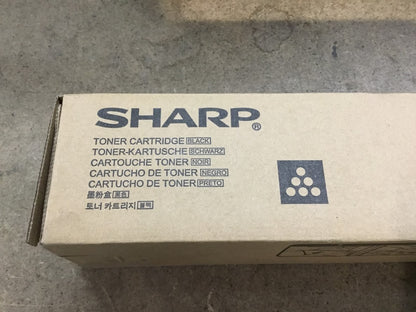 SHARP®
TONER CARTRIDGE BLACK
TONER-KARTUSCHE SCHWARZ
CARTOUCHE TONER NOIR
CARTUCHO DE TONER NEGRO
CARTUCHO DE TONER PRETO
墨粉盒 黑色
토너 카트리지 블랙